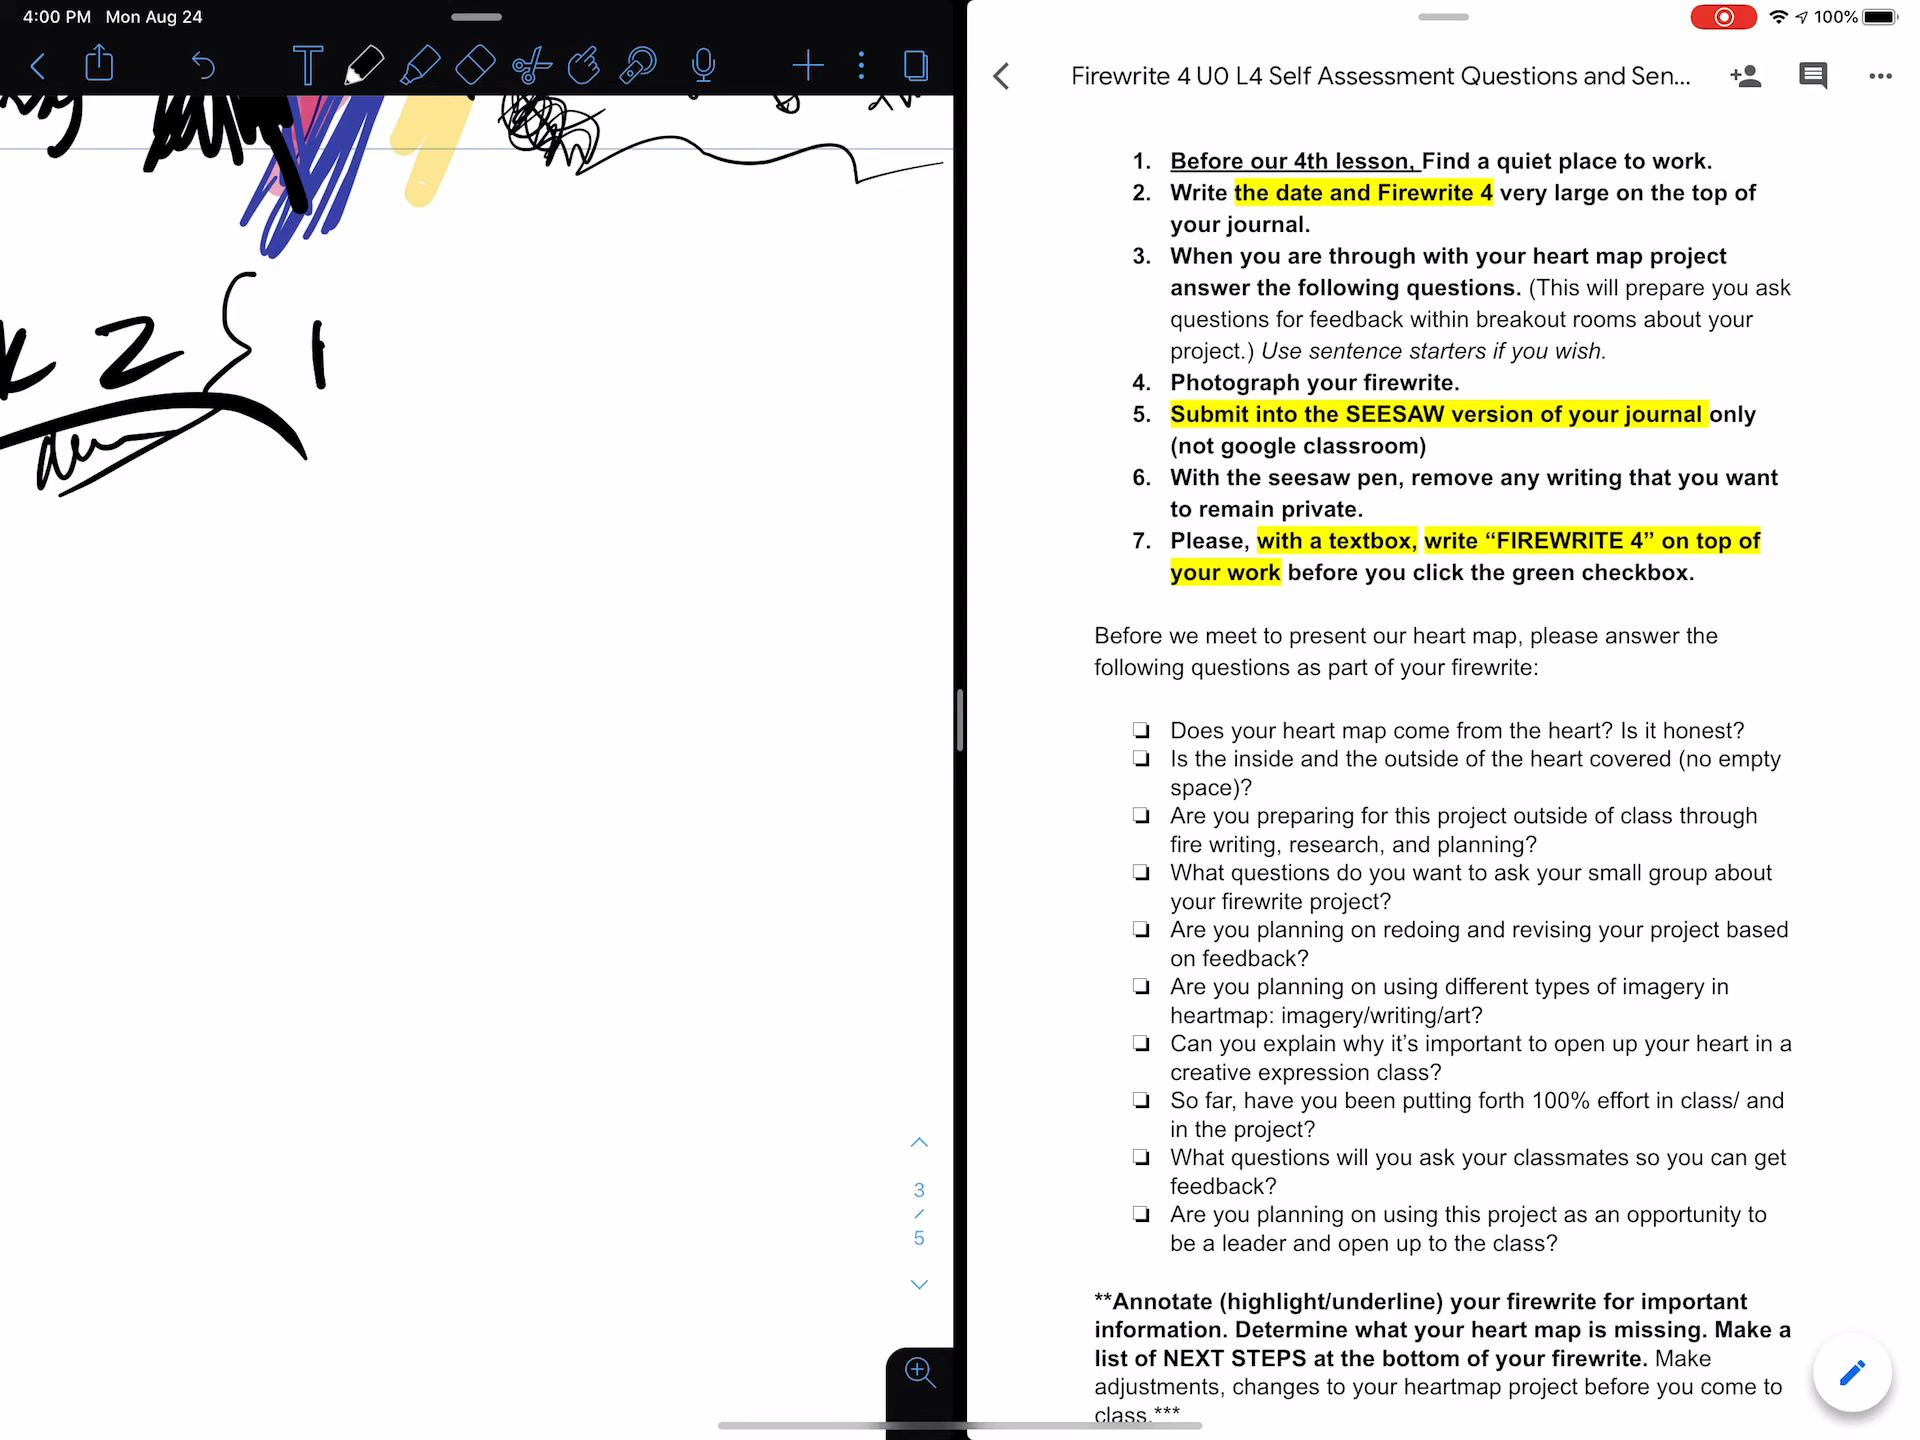 4:00 PM Mon Aug 24
100%
T
Firewrite 4 U0 L4 Self Assessment Questions and Sen...
2 { 1
3
/
5
1. Before our 4th lesson, Find a quiet place to work.
2. Write the date and Firewrite 4 very large on the top of
your journal.
3. When you are through with your heart map project
answer the following questions. (This will prepare you ask
questions for feedback within breakout rooms about your
project.) Use sentence starters if you wish.
4. Photograph your firewrite.
5. Submit into the SEESAW version of your journal only
(not google classroom)
6. With the seesaw pen, remove any writing that you want
to remain private.
7. Please, with a textbox, write “FIREWRITE 4” on top of
your work before you click the green checkbox.
Before we meet to present our heart map, please answer the
following questions as part of your firewrite:
❏ Does your heart map come from the heart? Is it honest?
❏ Is the inside and the outside of the heart covered (no empty
space)?
❏ Are you preparing for this project outside of class through
fire writing, research, and planning?
❏ What questions do you want to ask your small group about
your firewrite project?
❏ Are you planning on redoing and revising your project based
on feedback?
❏ Are you planning on using different types of imagery in
heartmap: imagery/writing/art?
❏ Can you explain why it’s important to open up your heart in a
creative expression class?
❏ So far, have you been putting forth 100% effort in class/ and
in the project?
❏ What questions will you ask your classmates so you can get
feedback?
❏ Are you planning on using this project as an opportunity to
be a leader and open up to the class?
**Annotate (highlight/underline) your firewrite for important
information. Determine what your heart map is missing. Make a
list of NEXT STEPS at the bottom of your firewrite. Make
adjustments, changes to your heartmap project before you come to
class.***